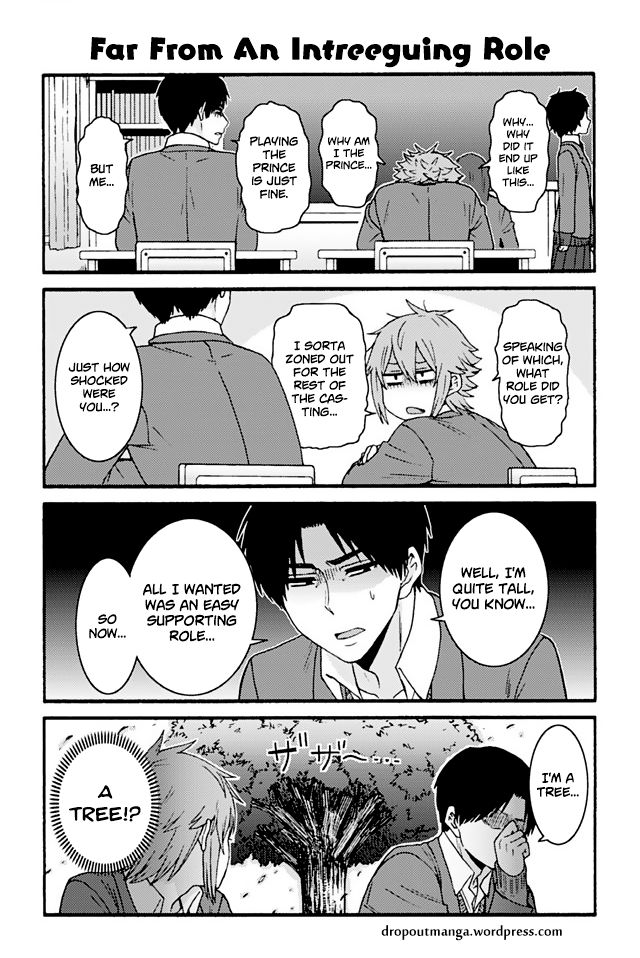 Far From An Intreeguing Role
WHY...
WHY
DID IT
END UP
LIKE
THIS...
WHY AM
I THE
PRINCE...
PLAYING
THE
PRINCE
IS JUST
FINE.
BUT
ME...
SPEAKING
OF WHICH,
WHAT
ROLE DID
YOU GET?
I SORTA
ZONED OUT
FOR THE
REST OF
THE CAS-
TING...
JUST HOW
SHOCKED
WERE
YOU...?
WELL, I'M
QUITE TALL,
YOU KNOW...
ALL I WANTED
WAS AN EASY
SUPPORTING
ROLE...
SO
NOW...
I'M A
TREE...
ザザ〜…
A
TREE!?
dropoutmanga.wordpress.com